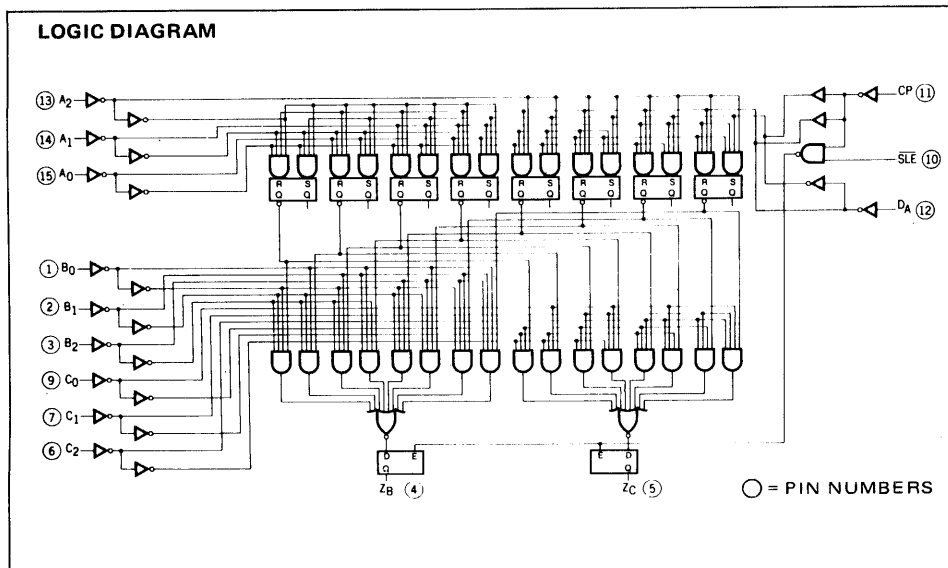 LOGIC DIAGRAM
13 A2
14 A1
15 A0
CP 11
SLE 10
DA 12
R S R S R S R S R S R S R S R S
Q Q Q Q Q Q Q Q Q Q Q Q Q Q Q Q
1 B0
2 B1
3 B2
9 C0
7 C1
6 C2
D E E D
Q Q
ZB 4 ZC 5
= PIN NUMBERS